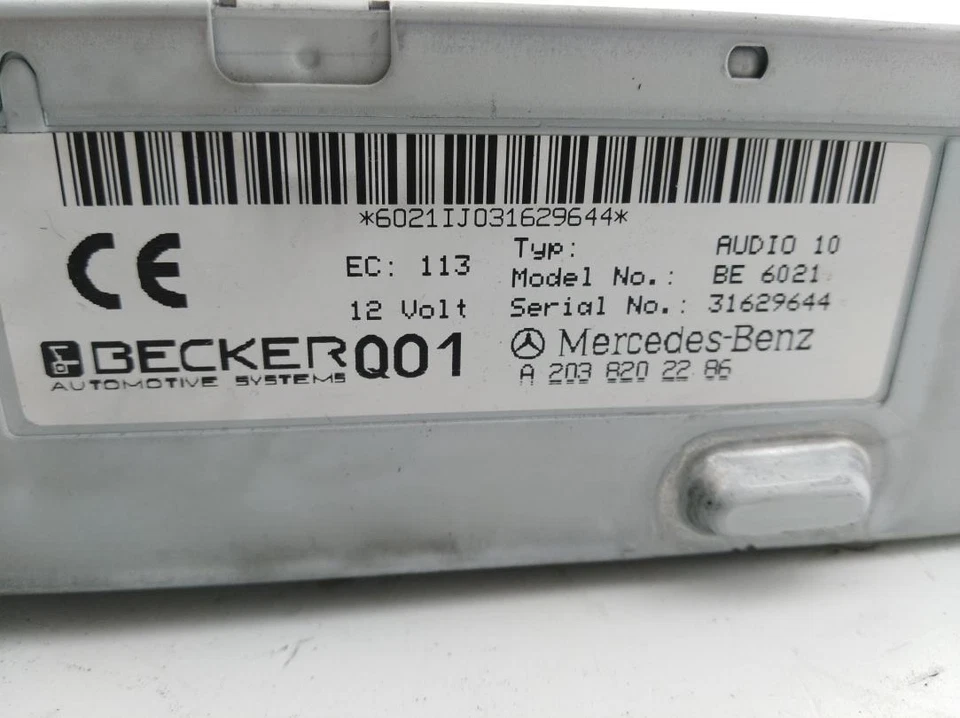 *6021IJ031629644*
CE
EC: 113
12 Volt
Typ: AUDIO 10
Model No.: BE 6021
Serial No.: 31629644
BECKER Q01
AUTOMOTIVE SYSTEMS
Mercedes-Benz
A 203 820 22 86